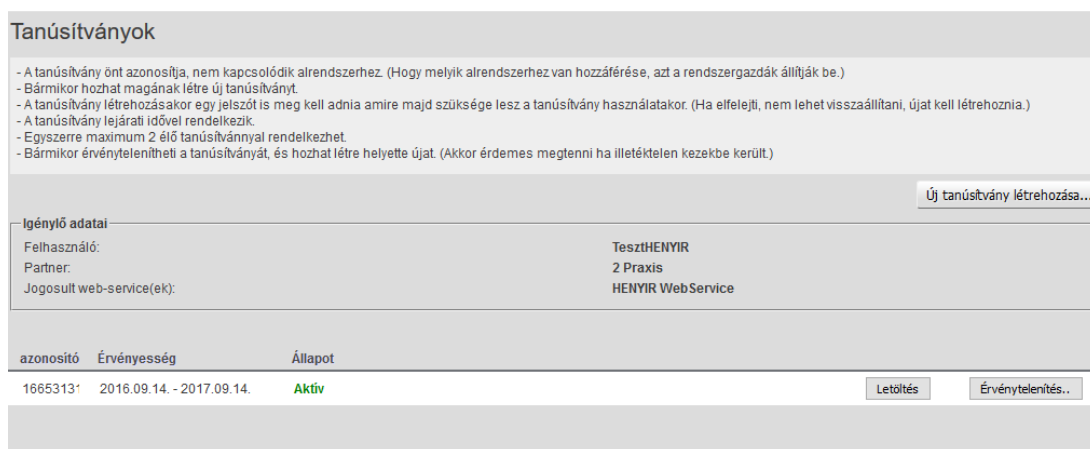 Tanúsítványok
- A tanúsítvány önt azonosítja, nem kapcsolódik alrendszerhez. (Hogy melyik alrendszerhez van hozzáférése, azt a rendszergazdák állítják be.)
- Bármikor hozhat magának létre új tanúsítványt.
- A tanúsítvány létrehozásakor egy jelszót is meg kell adnia amire majd szüksége lesz a tanúsítvány használatakor. (Ha elfelejti, nem lehet visszaállítani, újat kell létrehoznia.)
- A tanúsítvány lejárati idővel rendelkezik.
- Egyszerre maximum 2 élő tanúsítvánnyal rendelkezhet.
- Bármikor érvénytelenítheti a tanúsítványát, és hozhat létre helyette újat. (Akkor érdemes megtenni ha illetéktelen kezekbe került.)
Új tanúsítvány létrehozása...
Igénylő adatai
Felhasználó: TesztHENYIR
Partner: 2 Praxis
Jogosult web-service(ek): HENYIR WebService
azonosító Érvényesség Állapot
16653131 2016.09.14. - 2017.09.14. Aktív Letöltés Érvénytelenítés..